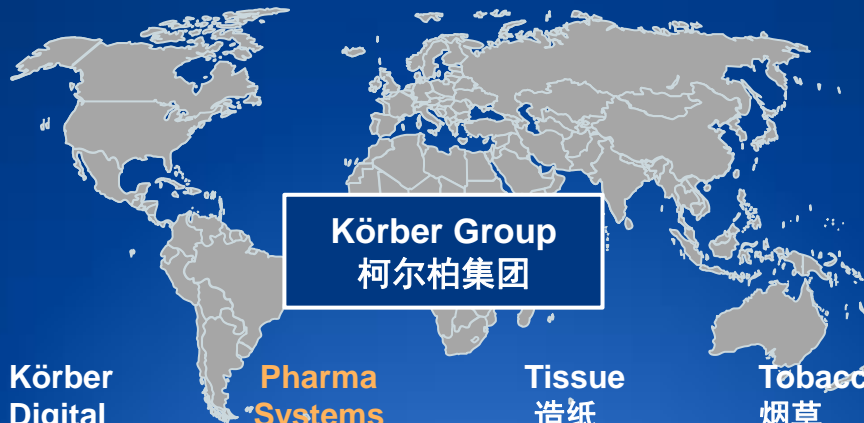 Körber Group
柯尔柏集团
Körber
Digital
Pharma
Systems
Tissue
造纸
Tobacc
烟草